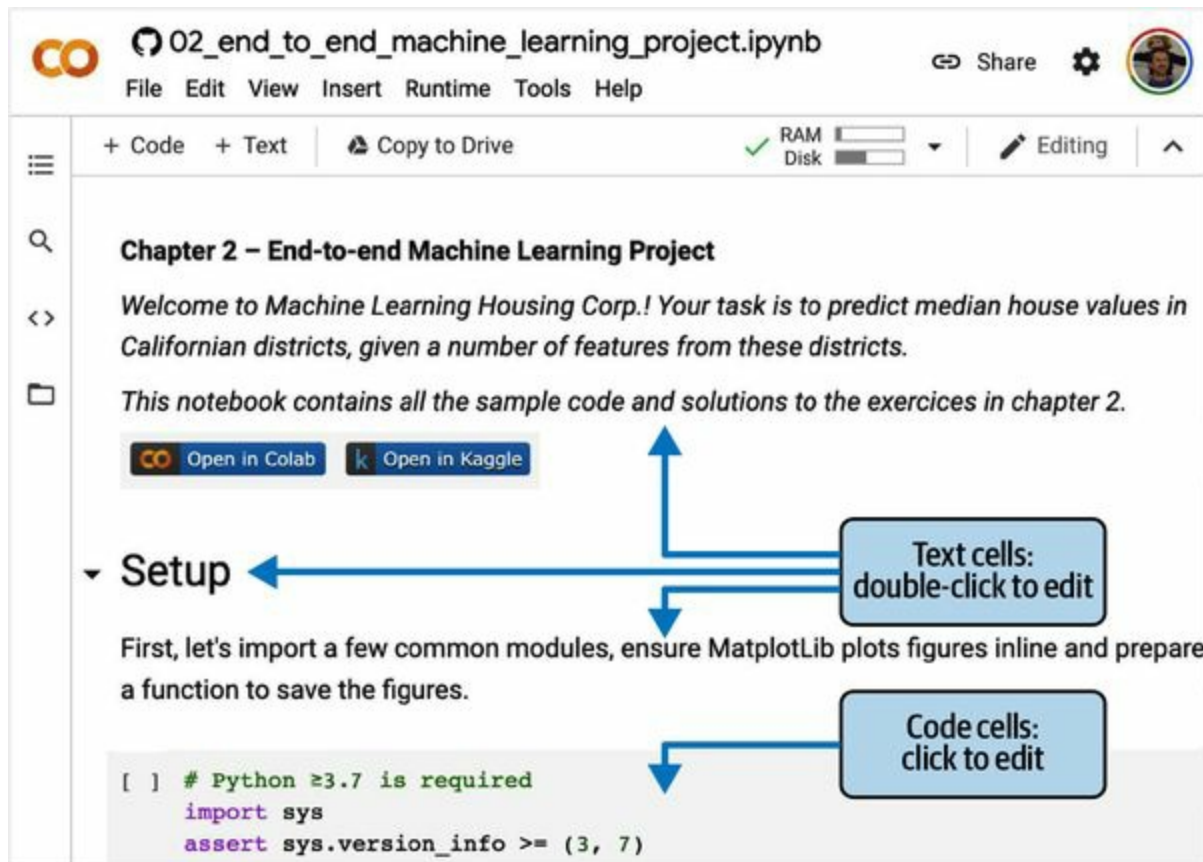 CO
02_end_to_end_machine_learning_project.ipynb
Share
File Edit View Insert Runtime Tools Help
+ Code + Text Copy to Drive
RAM
Disk
Editing
Chapter 2 – End-to-end Machine Learning Project
Welcome to Machine Learning Housing Corp.! Your task is to predict median house values in
Californian districts, given a number of features from these districts.
This notebook contains all the sample code and solutions to the exercices in chapter 2.
CO Open in Colab k Open in Kaggle
Setup
Text cells:
double-click to edit
First, let's import a few common modules, ensure MatplotLib plots figures inline and prepare
a function to save the figures.
Code cells:
click to edit
[ ] # Python ≥3.7 is required
import sys
assert sys.version_info >= (3, 7)